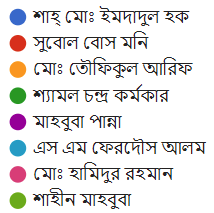 শাহ্ মোঃ ইমদাদুল হক
সুবোল বোস মনি
মোঃ তৌফিকুল আরিফ
শ্যামল চন্দ্র কর্মকার
মাহবুবা পান্না
এস এম ফেরদৌস আলম
মোঃ হামিদুর রহমান
শাহীন মাহবুবা